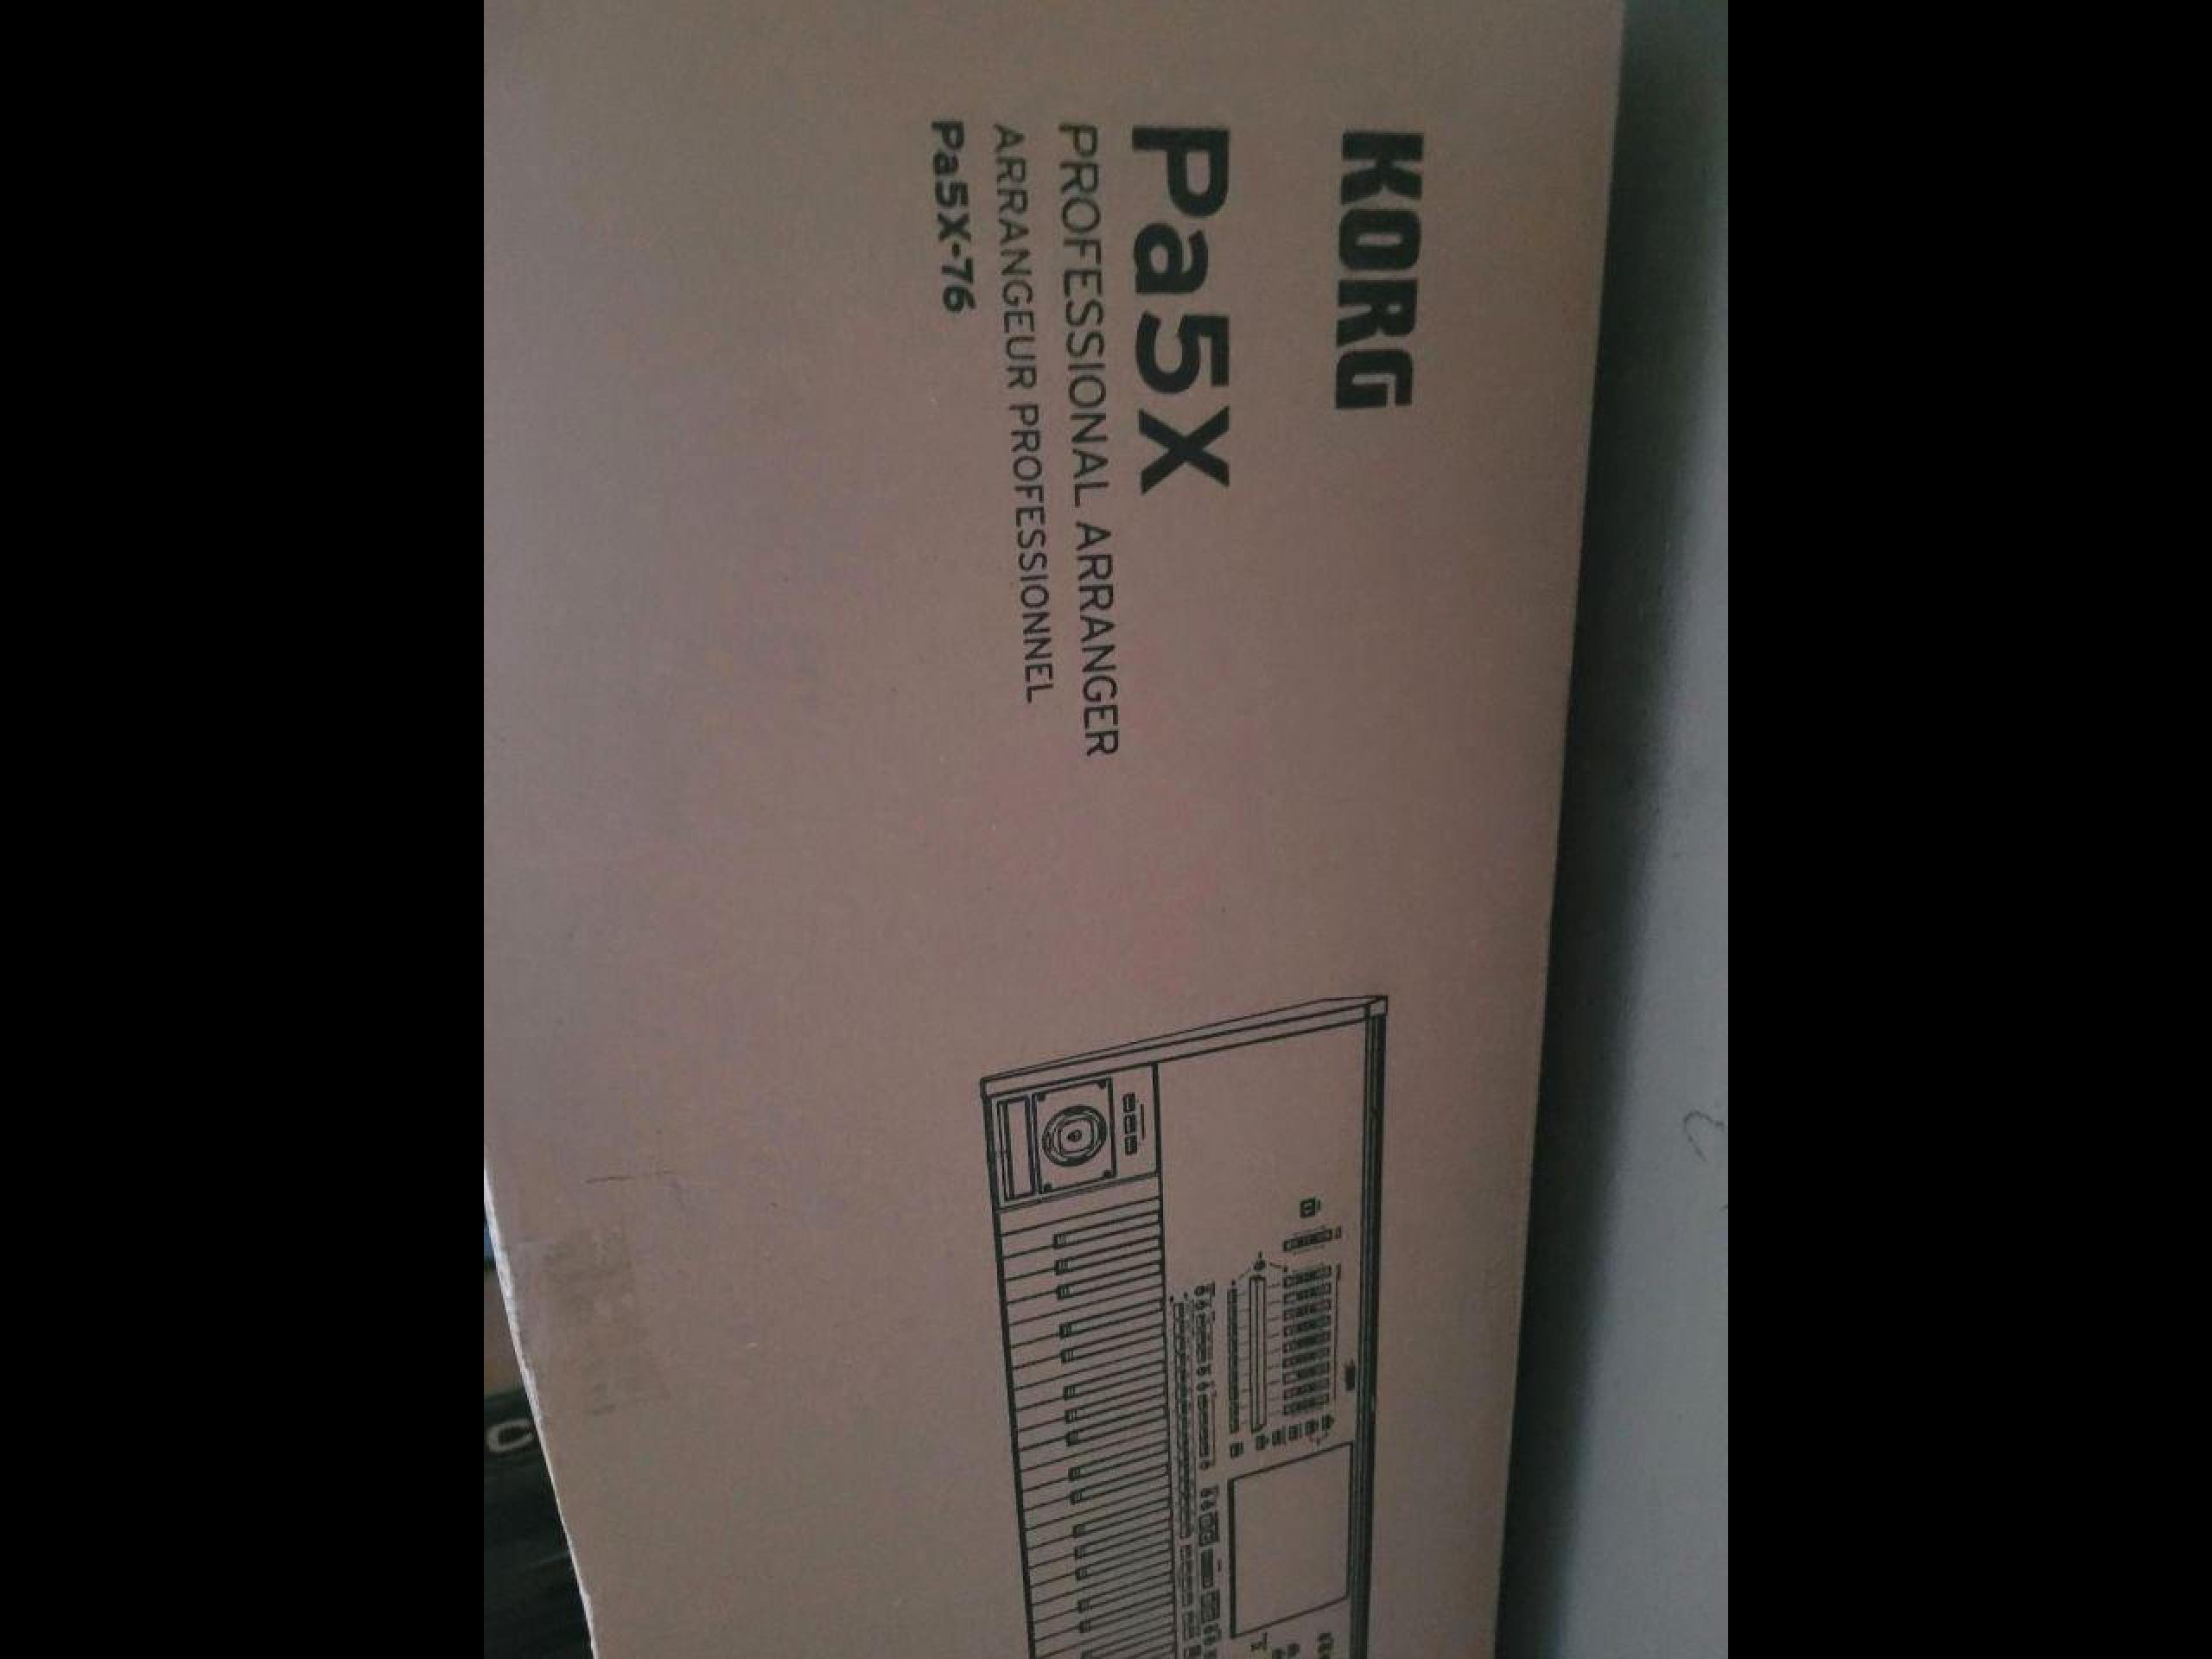 KORG
Pa5X
PROFESSIONAL ARRANGER
ARRANGEUR PROFESSIONNEL
Pa5X-76